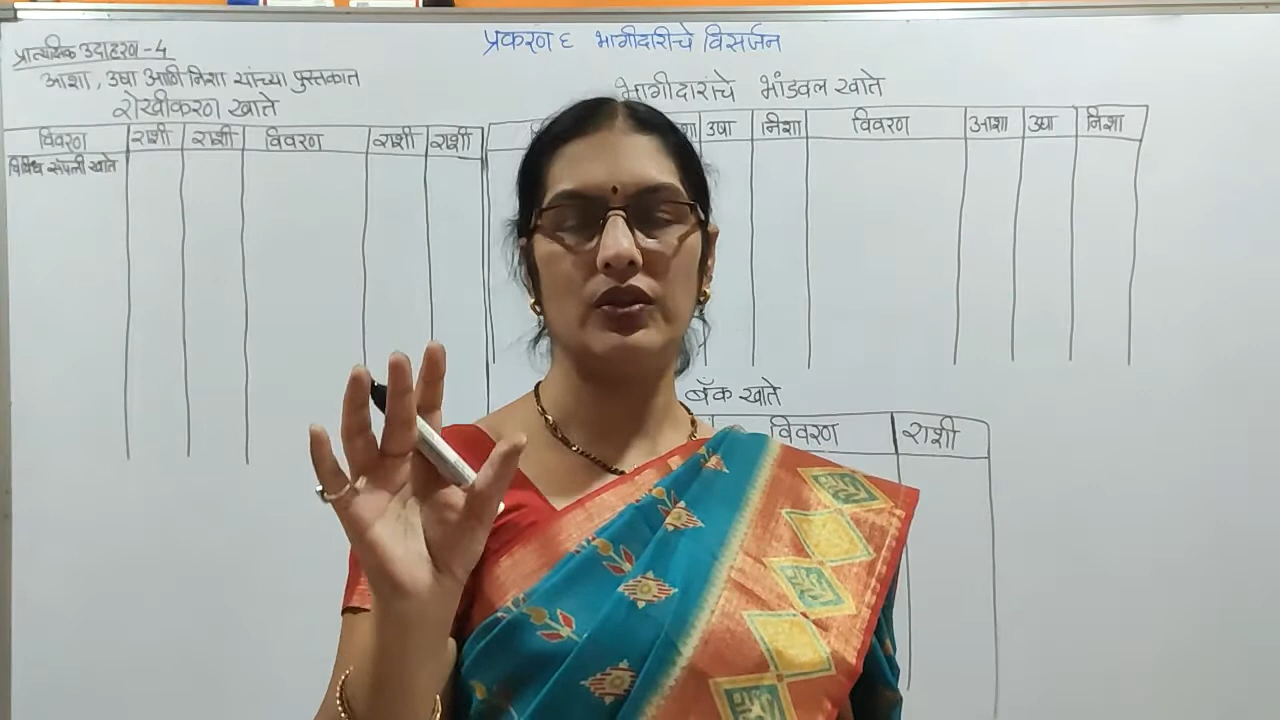 प्रकरण ६ भागीदारीचे विसर्जन
प्रात्यक्षिक उदाहरण - 4
आशा, उषा आणि निशा यांच्या पुस्तकात
रोखीकरण खाते
विवरण राशी राशी विवरण राशी राशी
विविध संपत्ती खाते
भागीदारांचे भांडवल खाते
उषा निशा विवरण आशा उषा निशा
बँक खाते
विवरण राशी